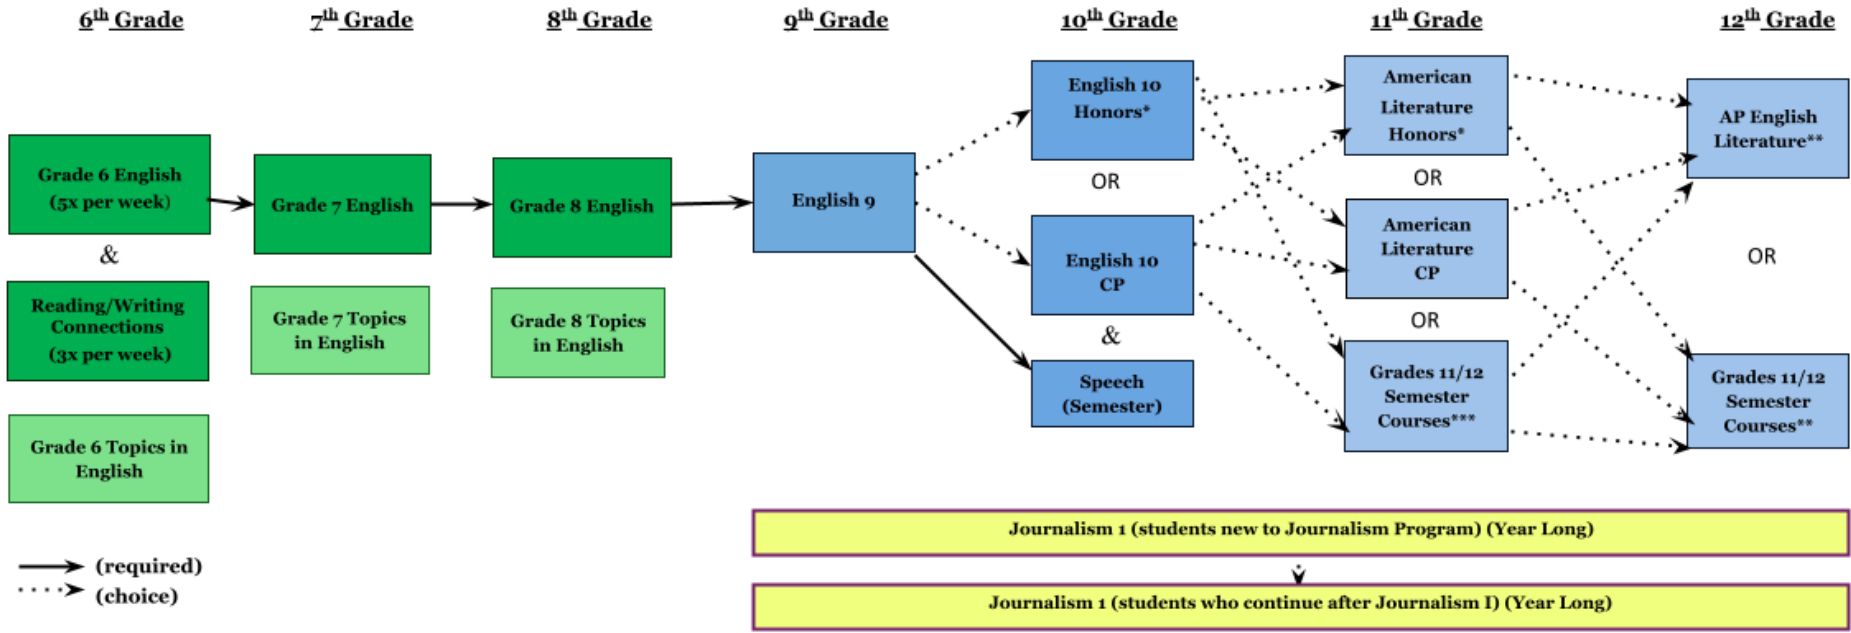 6th Grade
7th Grade
8th Grade
9th Grade
10th Grade
11th Grade
12th Grade
Grade 6 English
(5x per week)
&
Reading/Writing
Connections
(3x per week)
Grade 6 Topics in
English
Grade 7 English
Grade 7 Topics
in English
Grade 8 English
Grade 8 Topics
in English
English 9
English 10
Honors*
OR
English 10
CP
&
Speech
(Semester)
American
Literature
Honors*
OR
American
Literature
CP
OR
Grades 11/12
Semester
Courses***
AP English
Literature**
OR
Grades 11/12
Semester
Courses**
Journalism 1 (students new to Journalism Program) (Year Long)
Journalism 1 (students who continue after Journalism I) (Year Long)
(required)
(choice)